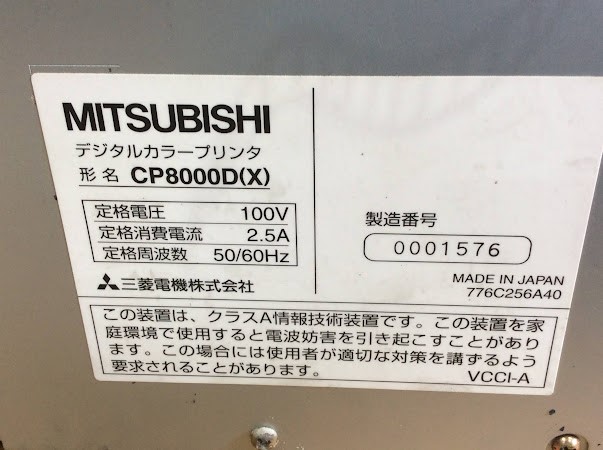 MITSUBISHI
デジタルカラープリンタ
形名 CP8000D(X)
定格電圧 100V
定格消費電流 2.5A
定格周波数 50/60Hz
三菱電機株式会社
製造番号
0001576
MADE IN JAPAN
776C256A40
この装置は、クラスA情報技術装置です。この装置を家
庭環境で使用すると電波妨害を引き起こすことがあり
ます。この場合には使用者が適切な対策を講ずるよう
要求されることがあります。 VCCI-A